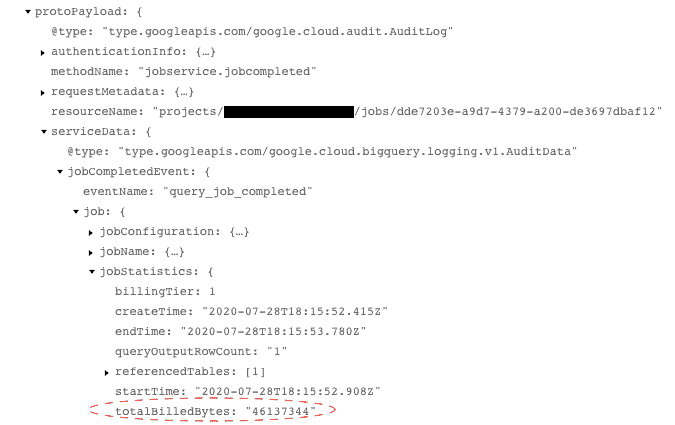 protoPayload: {
@type: "type.googleapis.com/google.cloud.audit.AuditLog"
authenticationInfo: {…}
methodName: "jobservice.jobcompleted"
requestMetadata: {…}
resourceName: "projects/ /jobs/dde7203e-a9d7-4379-a200-de3697dbaf12"
serviceData: {
@type: "type.googleapis.com/google.cloud.bigquery.logging.v1.AuditData"
jobCompletedEvent: {
eventName: "query_job_completed"
job: {
jobConfiguration: {…}
jobName: {…}
jobStatistics: {
billingTier: 1
createTime: "2020-07-28T18:15:52.415Z"
endTime: "2020-07-28T18:15:53.780Z"
queryOutputRowCount: "1"
referencedTables: [1]
startTime: "2020-07-28T18:15:52.908Z"
totalBilledBytes: "46137344"